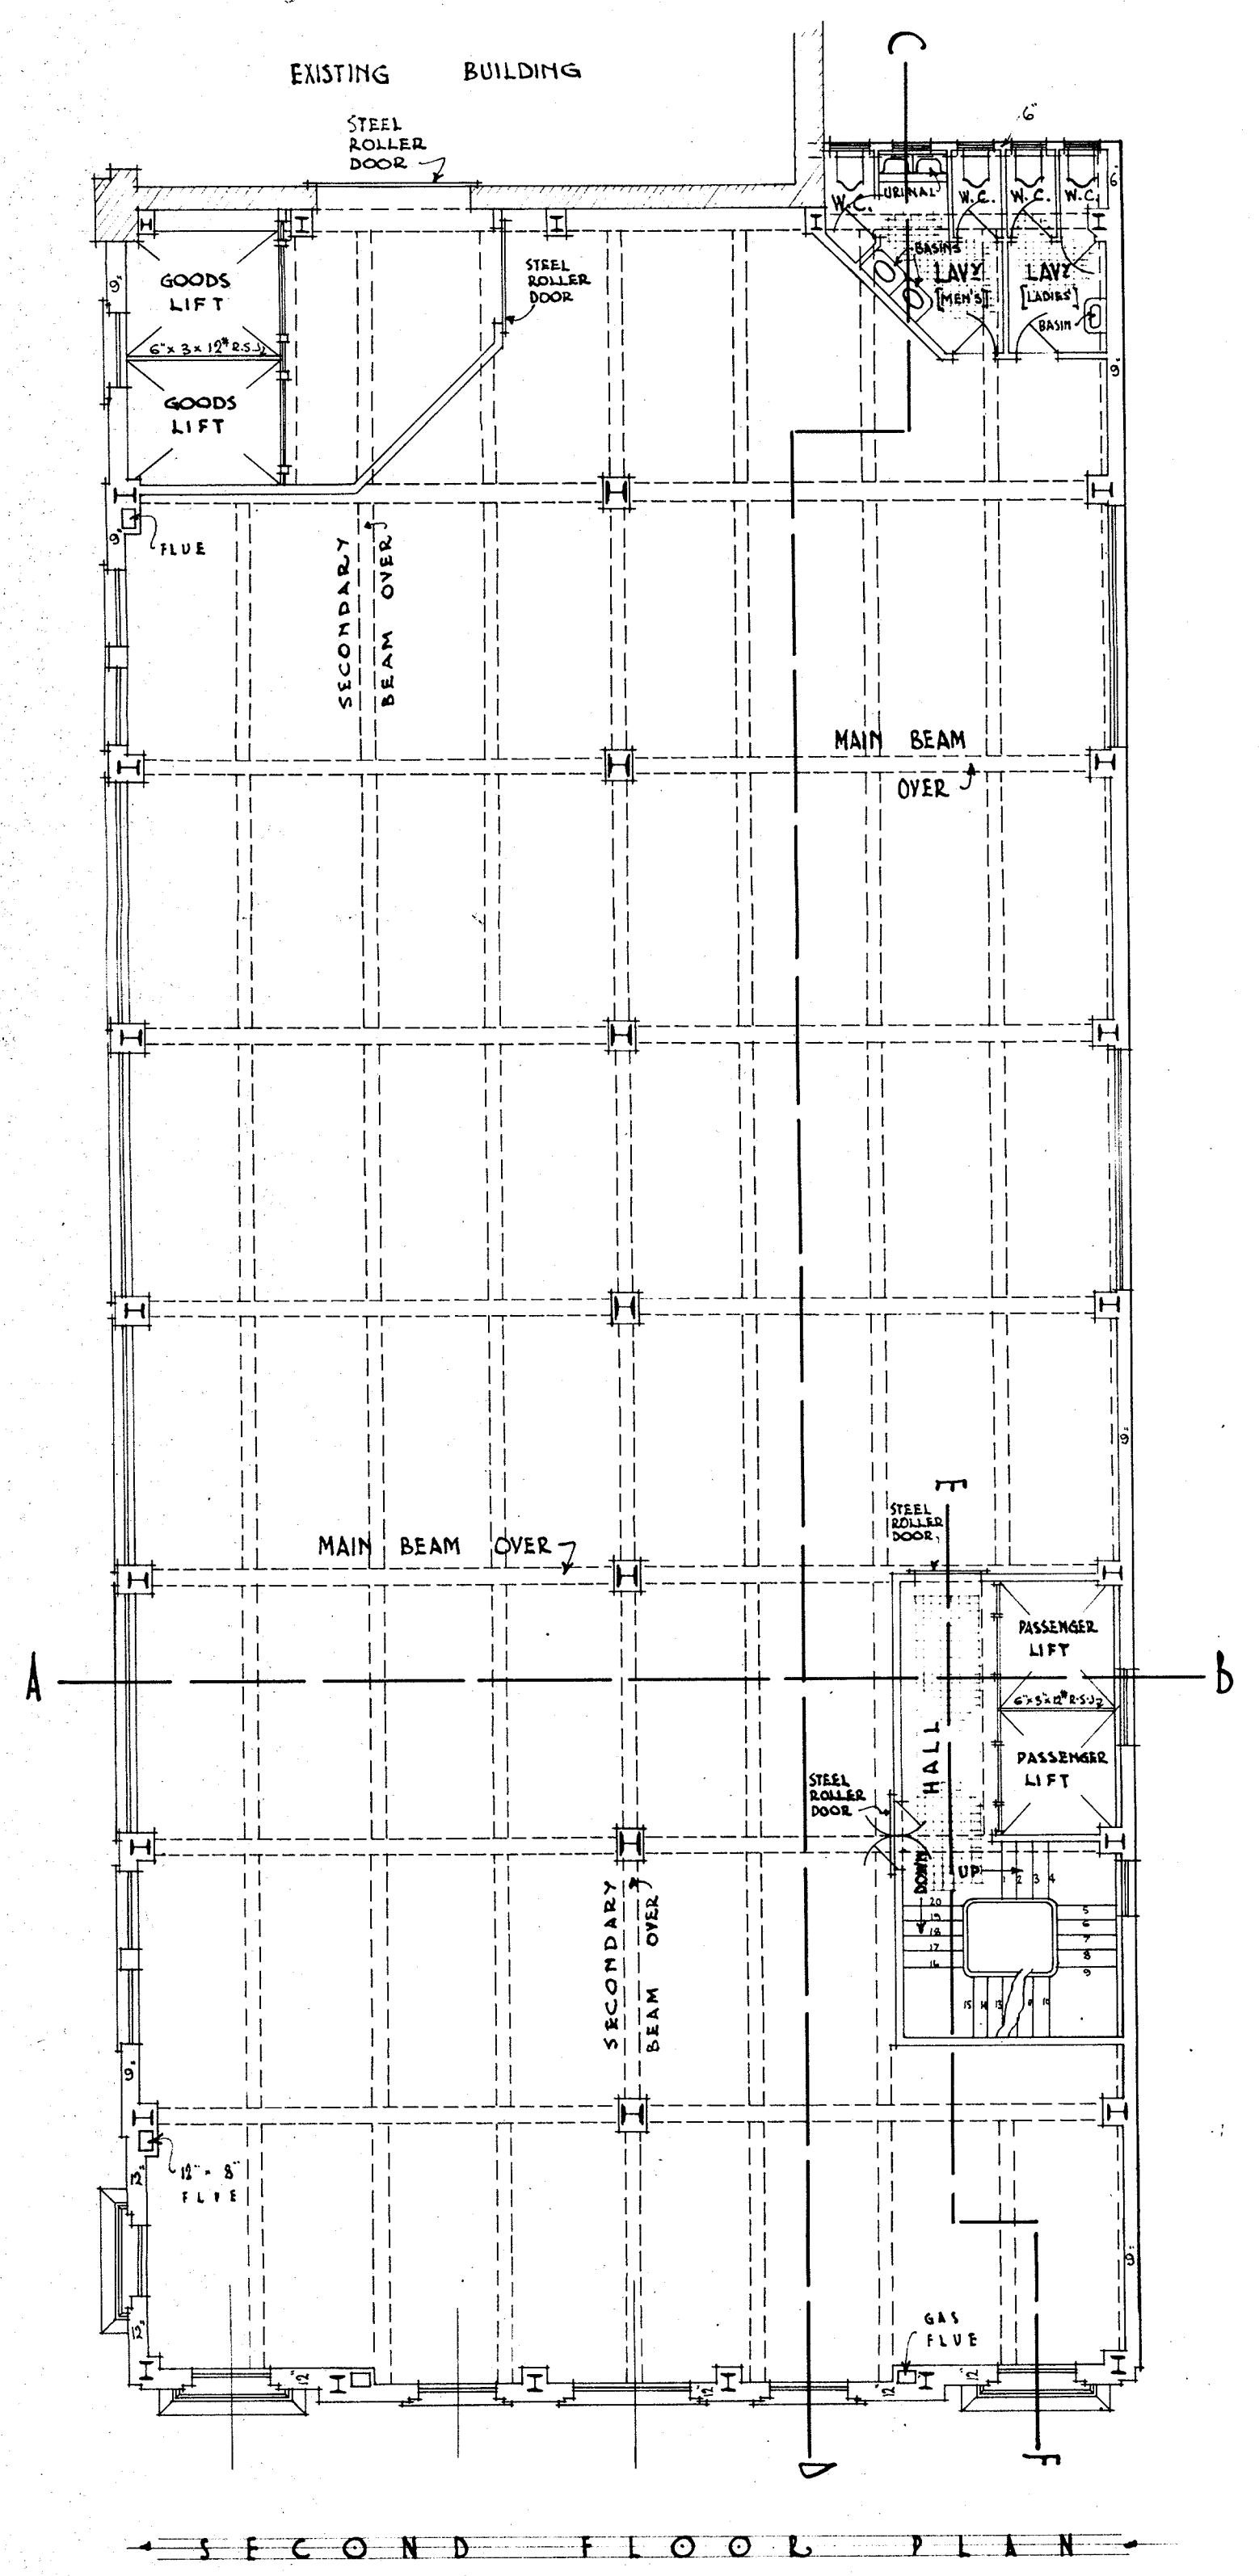 C
EXISTING BUILDING
STEEL
ROLLER
DOOR
6"
6"
URINAL
W.C.
W.C.
W.C.
W.C.
BASINS
LAVY
[MEN'S]
LAVY
[LADIES']
BASIN
9"
GOODS
LIFT
6" x 3 x 12# R.S.J.
GOODS
LIFT
STEEL
ROLLER
DOOR
9"
9"
FLUE
SECONDARY
BEAM OVER
MAIN BEAM
OVER
9"
E
STEEL
ROLLER
DOOR
MAIN BEAM OVER
PASSENGER
LIFT
A
B
6" x 3" x 12# R.S.J.
HALL
PASSENGER
LIFT
STEEL
ROLLER
DOOR
DOWN
UP
1 2 3 4
20
19
18
17
16
5
6
7
8
9
15 14 13 11 10
SECONDARY
BEAM OVER
9"
12"
12" x 8"
FLUE
9"
12"
GAS
FLUE
12"
12"
12"
12"
D
F
SECOND FLOOR PLAN